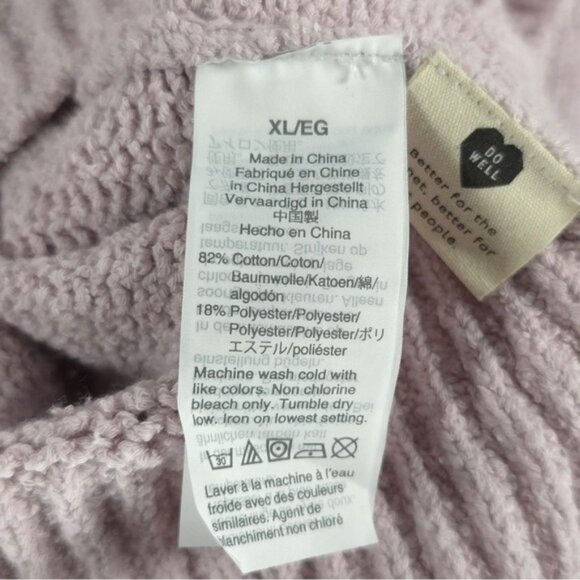 XL/EG
Made in China
Fabriqué en Chine
in China Hergestellt
Vervaardigd in China
中国製
Hecho en China
82% Cotton/Coton/
Baumwolle/Katoen/綿/
algodón
18% Polyester/Polyester/
Polyester/Polyester/ポリ
エステル/poliéster
Machine wash cold with
like colors. Non chlorine
bleach only. Tumble dry
low. Iron on lowest setting.
30
Laver à la machine à l'eau
froide avec des couleurs
similaires. Agent de
blanchiment non chloré
DO
WELL
Better for the
net, better for
people.